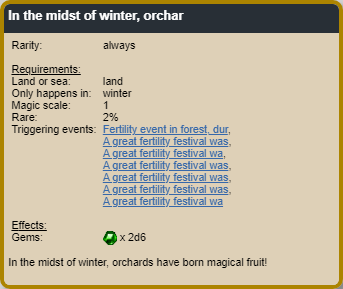 In the midst of winter, orchar
Rarity: always
Requirements:
Land or sea: land
Only happens in: winter
Magic scale: 1
Rare: 2%
Triggering events: Fertility event in forest, dur,
A great fertility festival was,
A great fertility festival wa,
A great fertility festival was,
A great fertility festival was,
A great fertility festival was,
A great fertility festival wa
Effects:
Gems: x 2d6
In the midst of winter, orchards have born magical fruit!